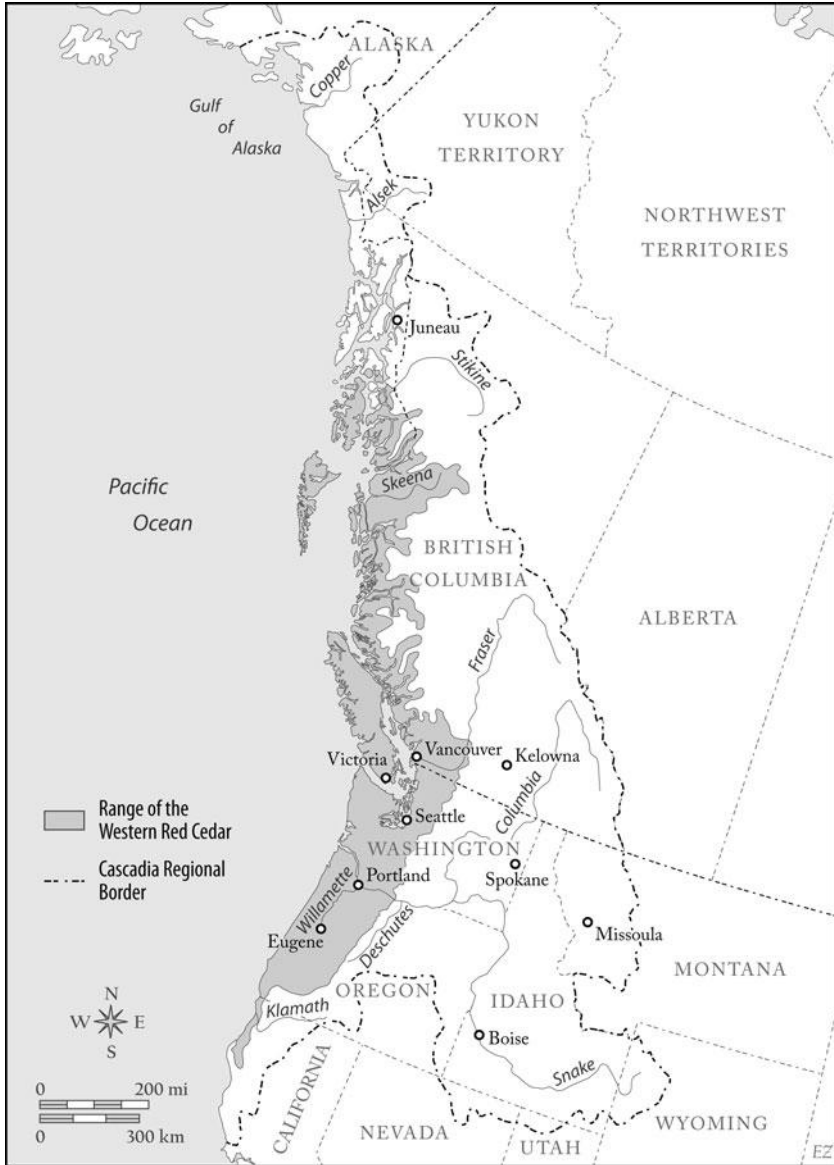 ALASKA
Copper
Gulf
of
Alaska
YUKON
TERRITORY
Alsek
NORTHWEST
TERRITORIES
Juneau
Stikine
Pacific
Ocean
Skeena
BRITISH
COLUMBIA
ALBERTA
Fraser
Vancouver
Victoria
Kelowna
Columbia
Range of the
Western Red Cedar
Seattle
WASHINGTON
Cascadia Regional
Border
Portland
Spokane
Willamette
Eugene
Deschutes
Missoula
MONTANA
OREGON
IDAHO
Klamath
N
W E
S
Boise
Snake
0 200 mi
0 300 km
CALIFORNIA
NEVADA
UTAH
WYOMING
EZ